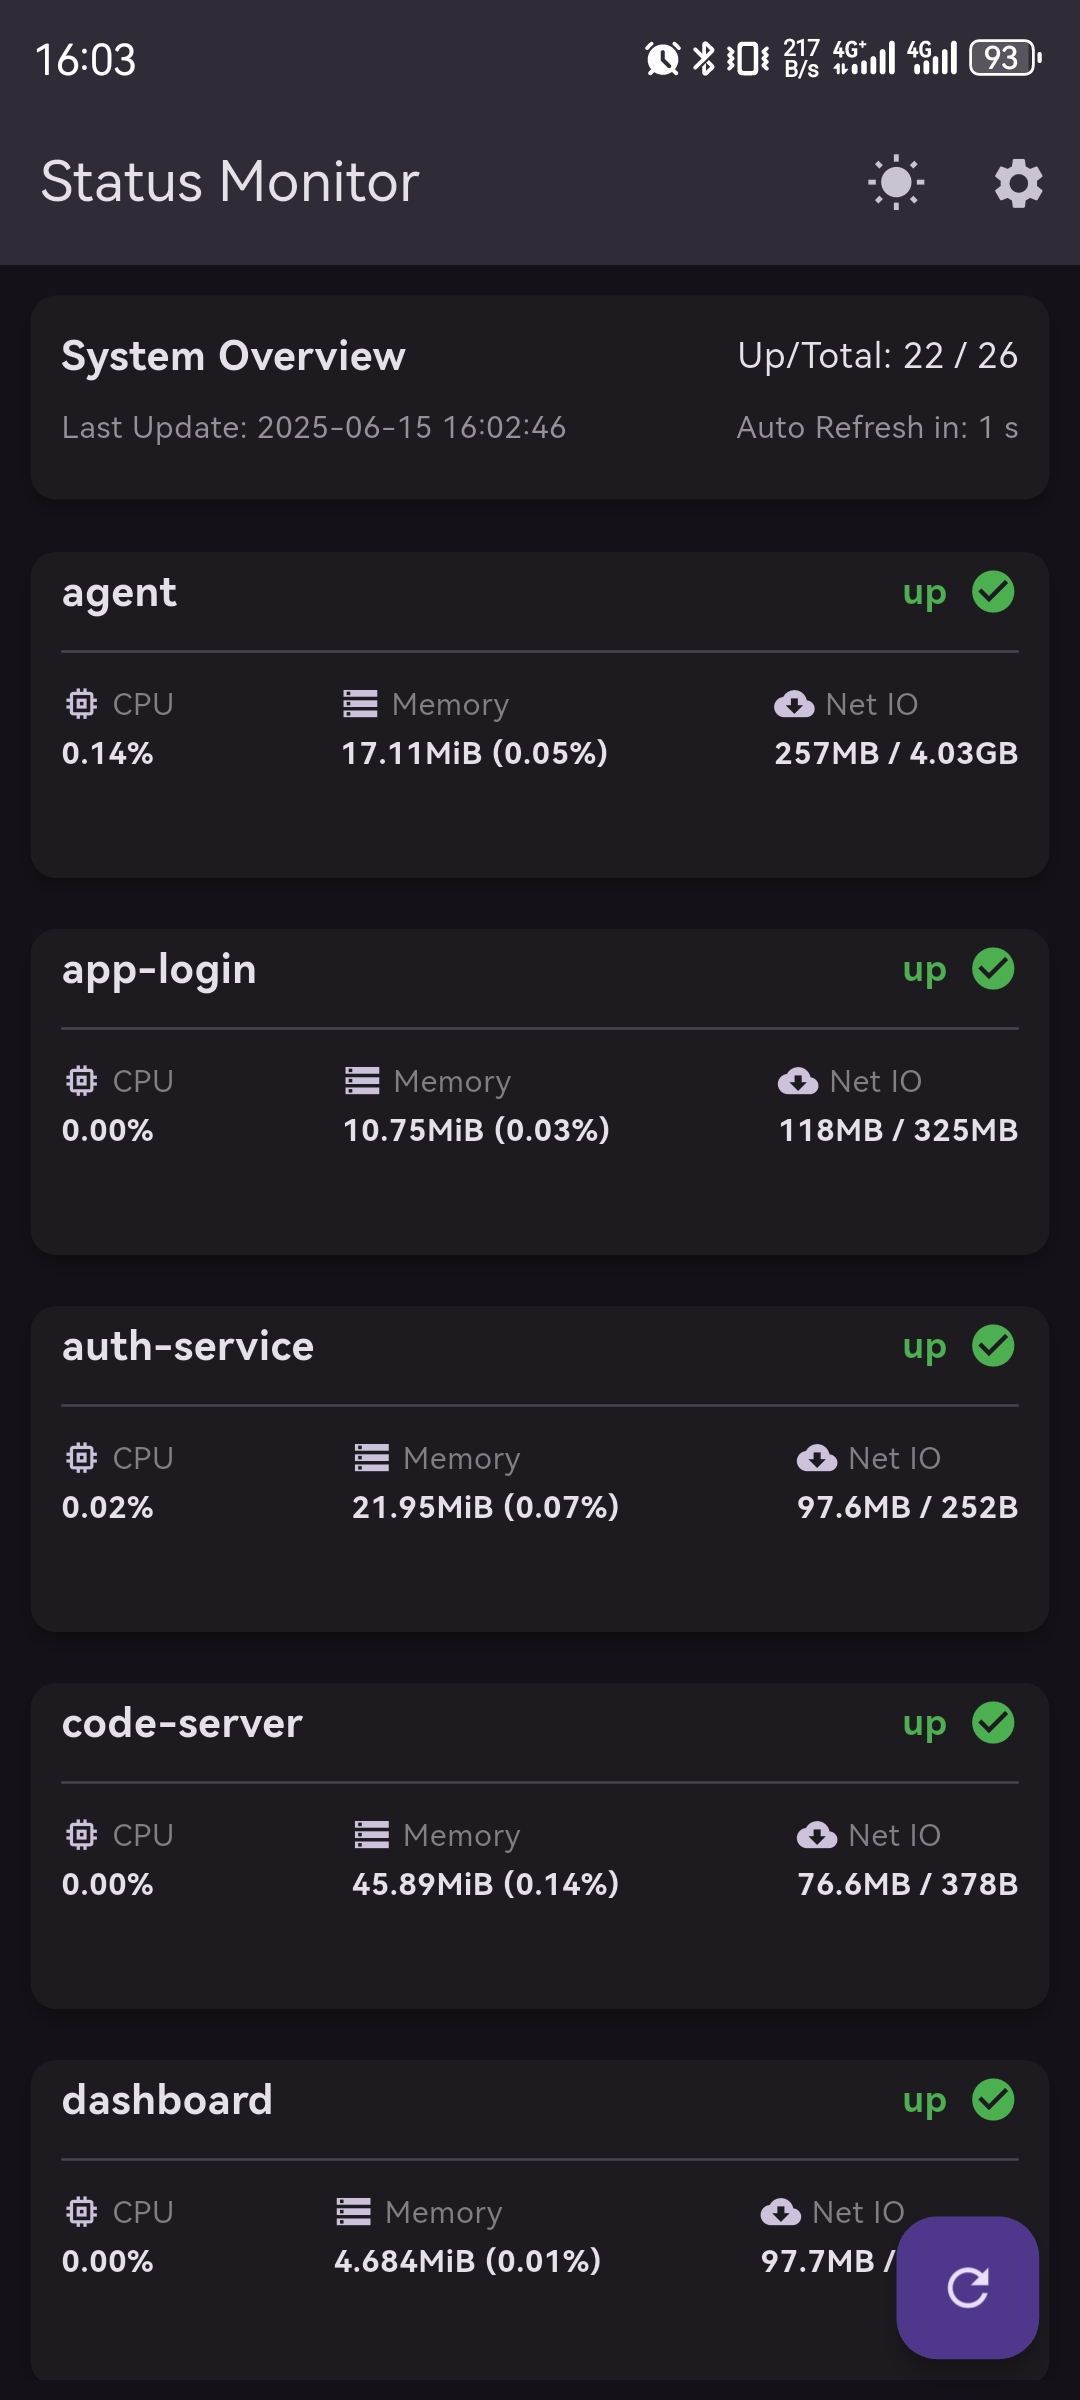 16:03
217 B/s 4G+ 4G 93
Status Monitor
System Overview Up/Total: 22 / 26
Last Update: 2025-06-15 16:02:46 Auto Refresh in: 1 s
agent up
CPU Memory Net IO
0.14% 17.11MiB (0.05%) 257MB / 4.03GB
app-login up
CPU Memory Net IO
0.00% 10.75MiB (0.03%) 118MB / 325MB
auth-service up
CPU Memory Net IO
0.02% 21.95MiB (0.07%) 97.6MB / 252B
code-server up
CPU Memory Net IO
0.00% 45.89MiB (0.14%) 76.6MB / 378B
dashboard up
CPU Memory Net IO
0.00% 4.684MiB (0.01%) 97.7MB /